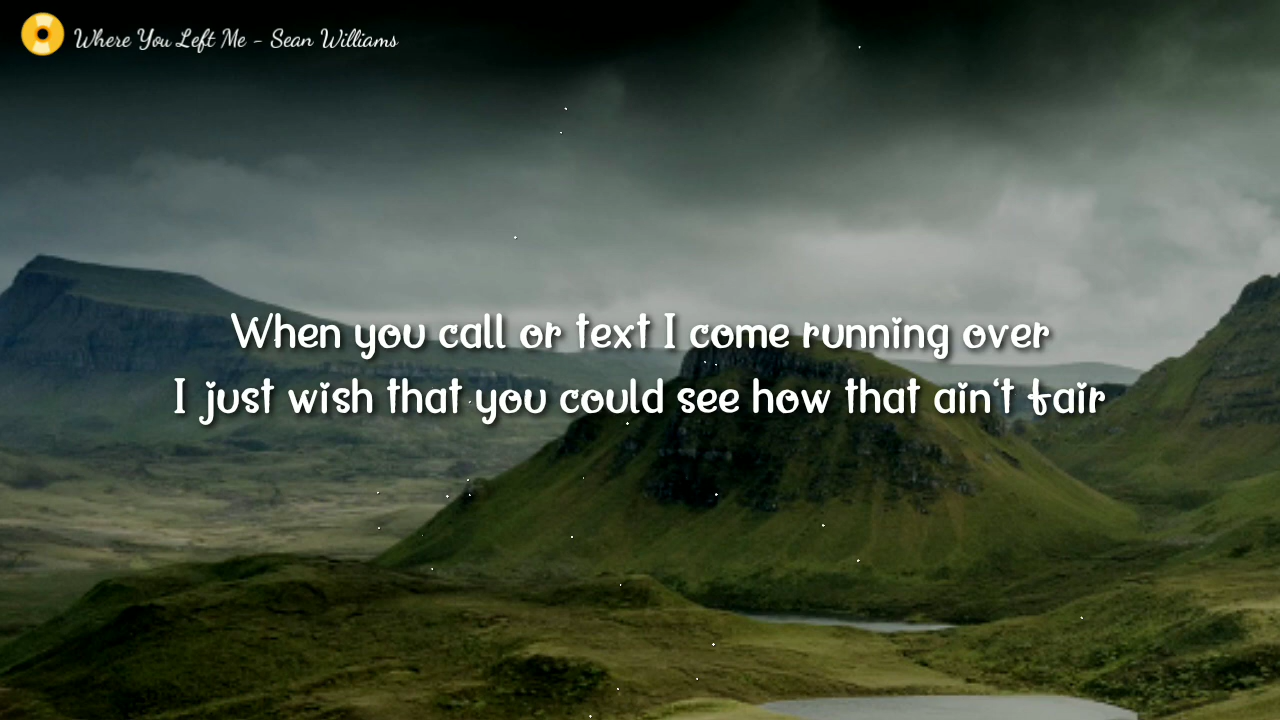 Where You Left Me - Sean Williams
When you call or text I come running over
I just wish that you could see how that ain't fair